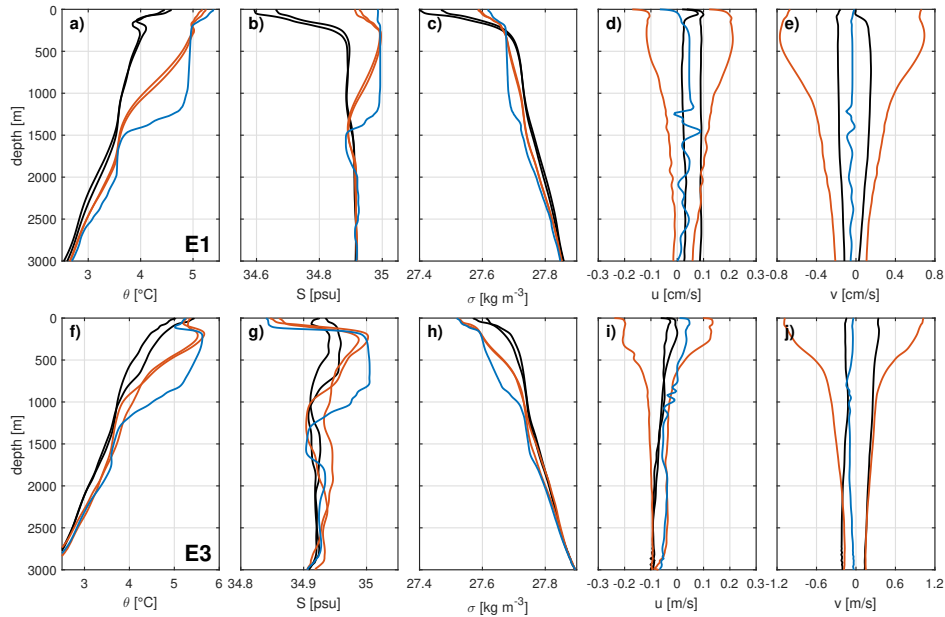 a) b) c) d) e)
0
500
1000
1500
2000
2500
3000
depth [m]
E1
3 4 5
34.6 34.8 35
27.4 27.6 27.8
-0.3 -0.2 -0.1 0 0.1 0.2 0.3
-0.8 -0.4 0 0.4 0.8
θ [°C] S [psu] σ [kg m⁻³] u [cm/s] v [cm/s]
f) g) h) i) j)
0
500
1000
1500
2000
2500
3000
depth [m]
E3
3 4 5 6
34.8 34.9 35
27.4 27.6 27.8
-0.3 -0.2 -0.1 0 0.1 0.2 0.3
-1.2 -0.6 0 0.6 1.2
θ [°C] S [psu] σ [kg m⁻³] u [m/s] v [m/s]